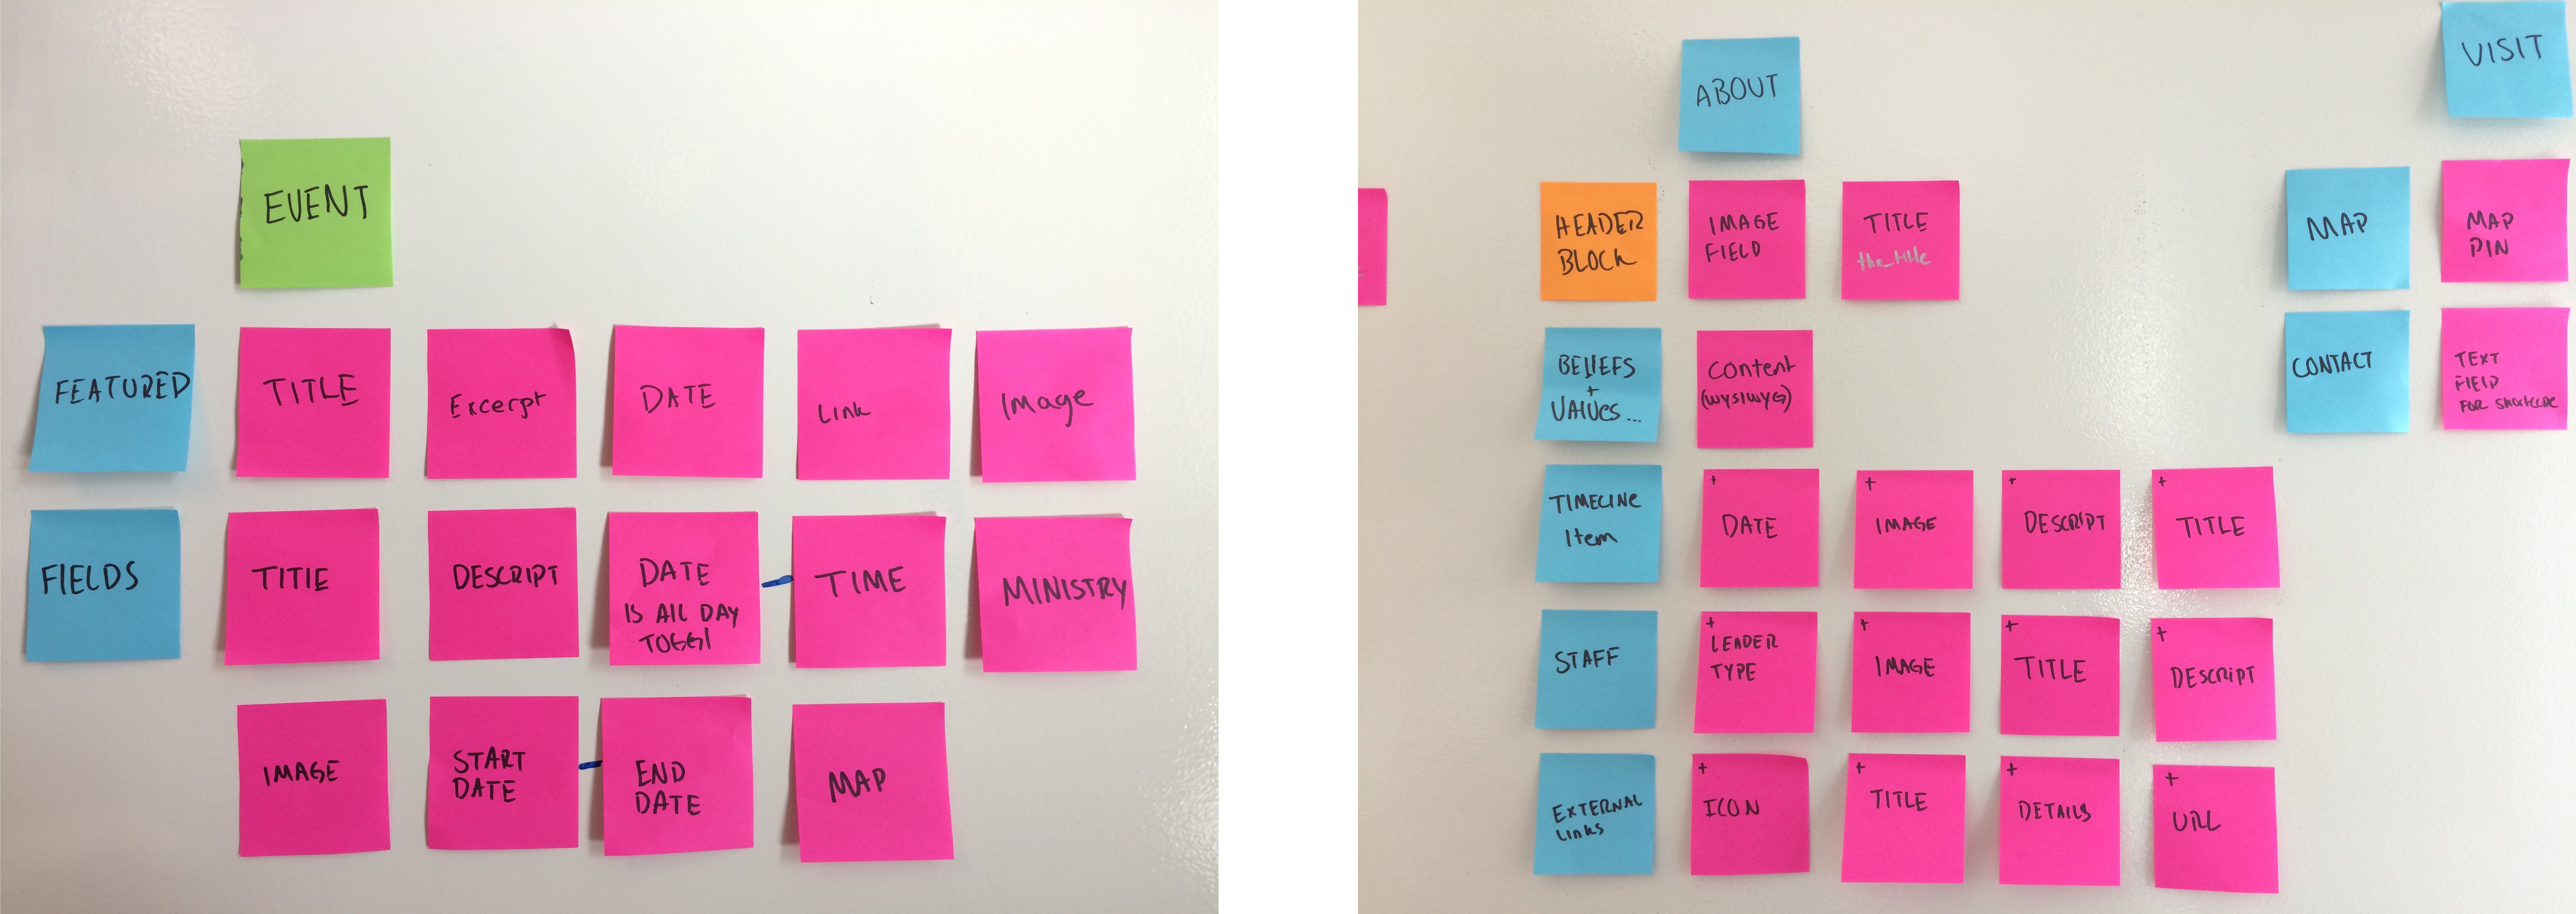 EVENT
FEATURED
TITLE
Excerpt
DATE
Link
Image
FIELDS
TITlE
DESCRIPT
DATE
IS All DAY
TOGGl
TIME
MINISTRY
IMAGE
START
DATE
END
DATE
MAP
ABOUT
HEADER
BLOCK
IMAGE
FIELD
TITLE
the_title
BElIEFS
+
VAlUES...
Content
(WYSIWYG)
TIMELINE
Item
+
DATE
+
IMAGE
+
DESCRIPT
+
TITLE
STAFF
+
LEADER
TYPE
+
IMAGE
+
TITLE
+
DESCRIPT
EXTERNAL
Links
+
ICON
+
TITLE
+
DETAILS
+
URL
VISIT
MAP
MAP
PIN
CONTACT
TEXT
FIELD
FOR Shortcode